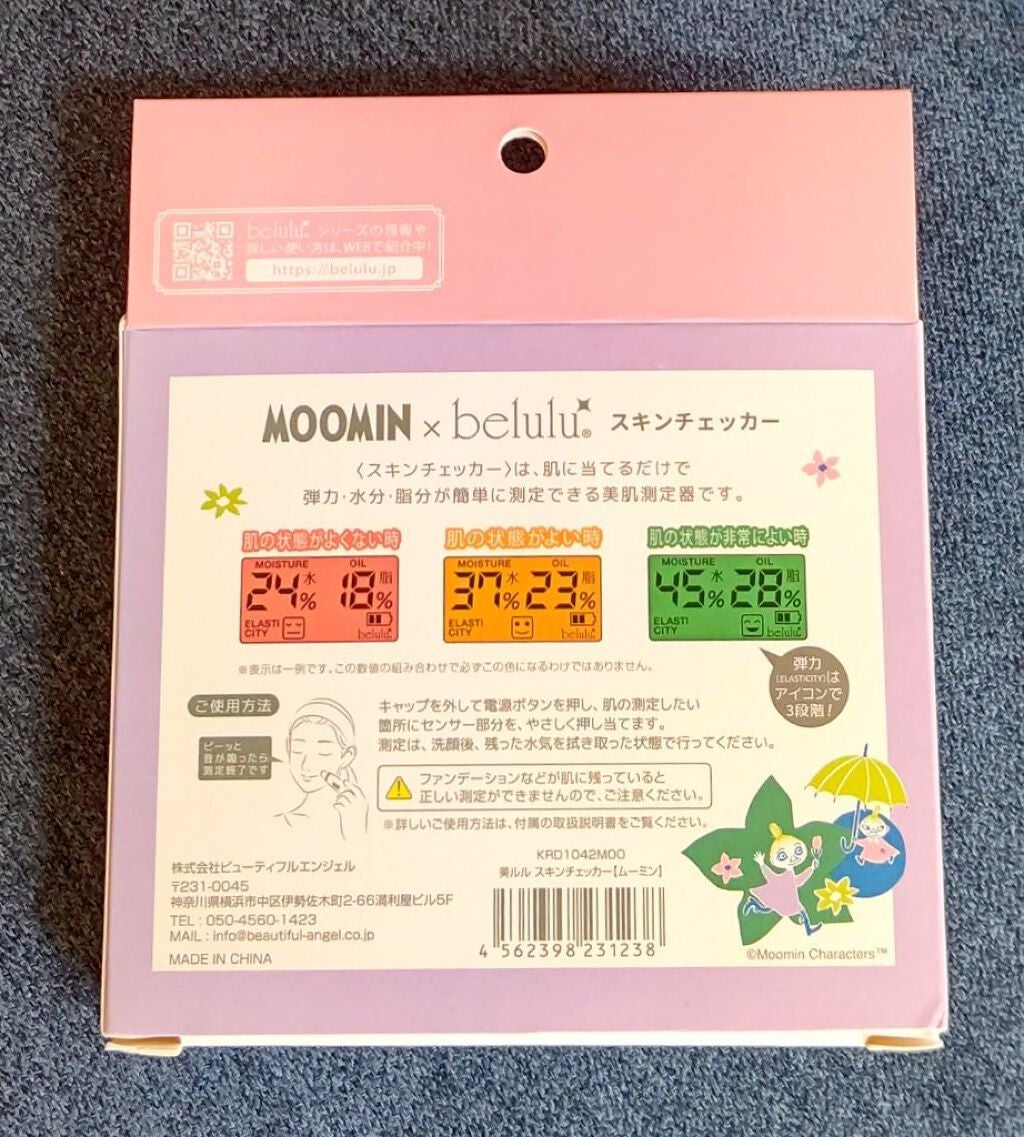 belulu シリーズの情報や
詳しい使い方は、WEBで紹介中!
https://belulu.jp
MOOMIN × belulu® スキンチェッカー
〈スキンチェッカー〉は、肌に当てるだけで
弾力・水分・脂分が簡単に測定できる美肌測定器です。
肌の状態がよくない時
MOISTURE OIL
24%水 18%脂
ELASTI
CITY
belulu
肌の状態がよい時
MOISTURE OIL
37%水 23%脂
ELASTI
CITY
belulu
肌の状態が非常によい時
MOISTURE OIL
45%水 28%脂
ELASTI
CITY
belulu
※表示は一例です。この数値の組み合わせで必ずこの色になるわけではありません。
弾力
(ELASTICITY)は
アイコンで
3段階!
ご使用方法
ピーッと
音が鳴ったら
測定終了です
キャップを外して電源ボタンを押し、肌の測定したい
箇所にセンサー部分を、やさしく押し当てます。
測定は、洗顔後、残った水気を拭き取った状態で行ってください。
ファンデーションなどが肌に残っていると
正しい測定ができませんので、ご注意ください。
※詳しいご使用方法は、付属の取扱説明書をご覧ください。
株式会社ビューティフルエンジェル
〒231-0045
神奈川県横浜市中区伊勢佐木町2-66満利屋ビル5F
TEL : 050-4560-1423
MAIL : info@beautiful-angel.co.jp
MADE IN CHINA
KRD1042M00
美ルル スキンチェッカー【ムーミン】
4 562398 231238
©Moomin Characters™